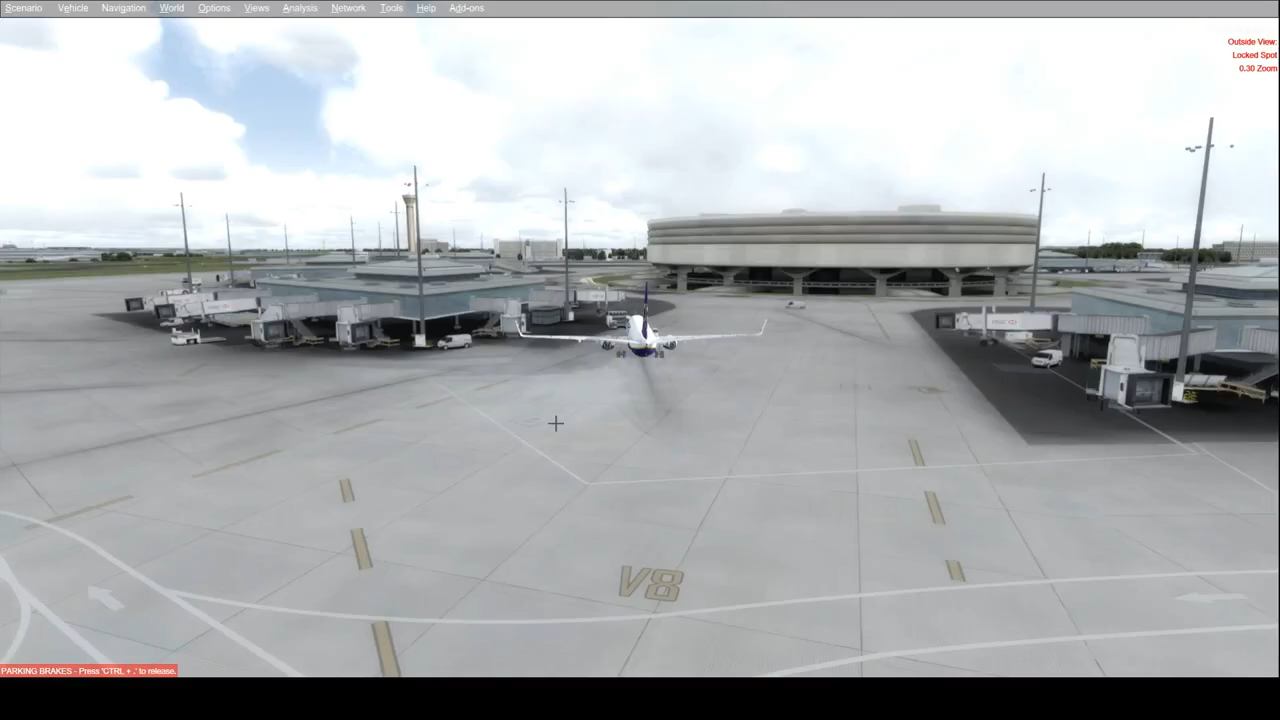 Scenario Vehicle Navigation World Options Views Analysis Network Tools Help Add-ons
Outside View:
Locked Spot
0.30 Zoom
V8
PARKING BRAKES - Press 'CTRL + .' to release.